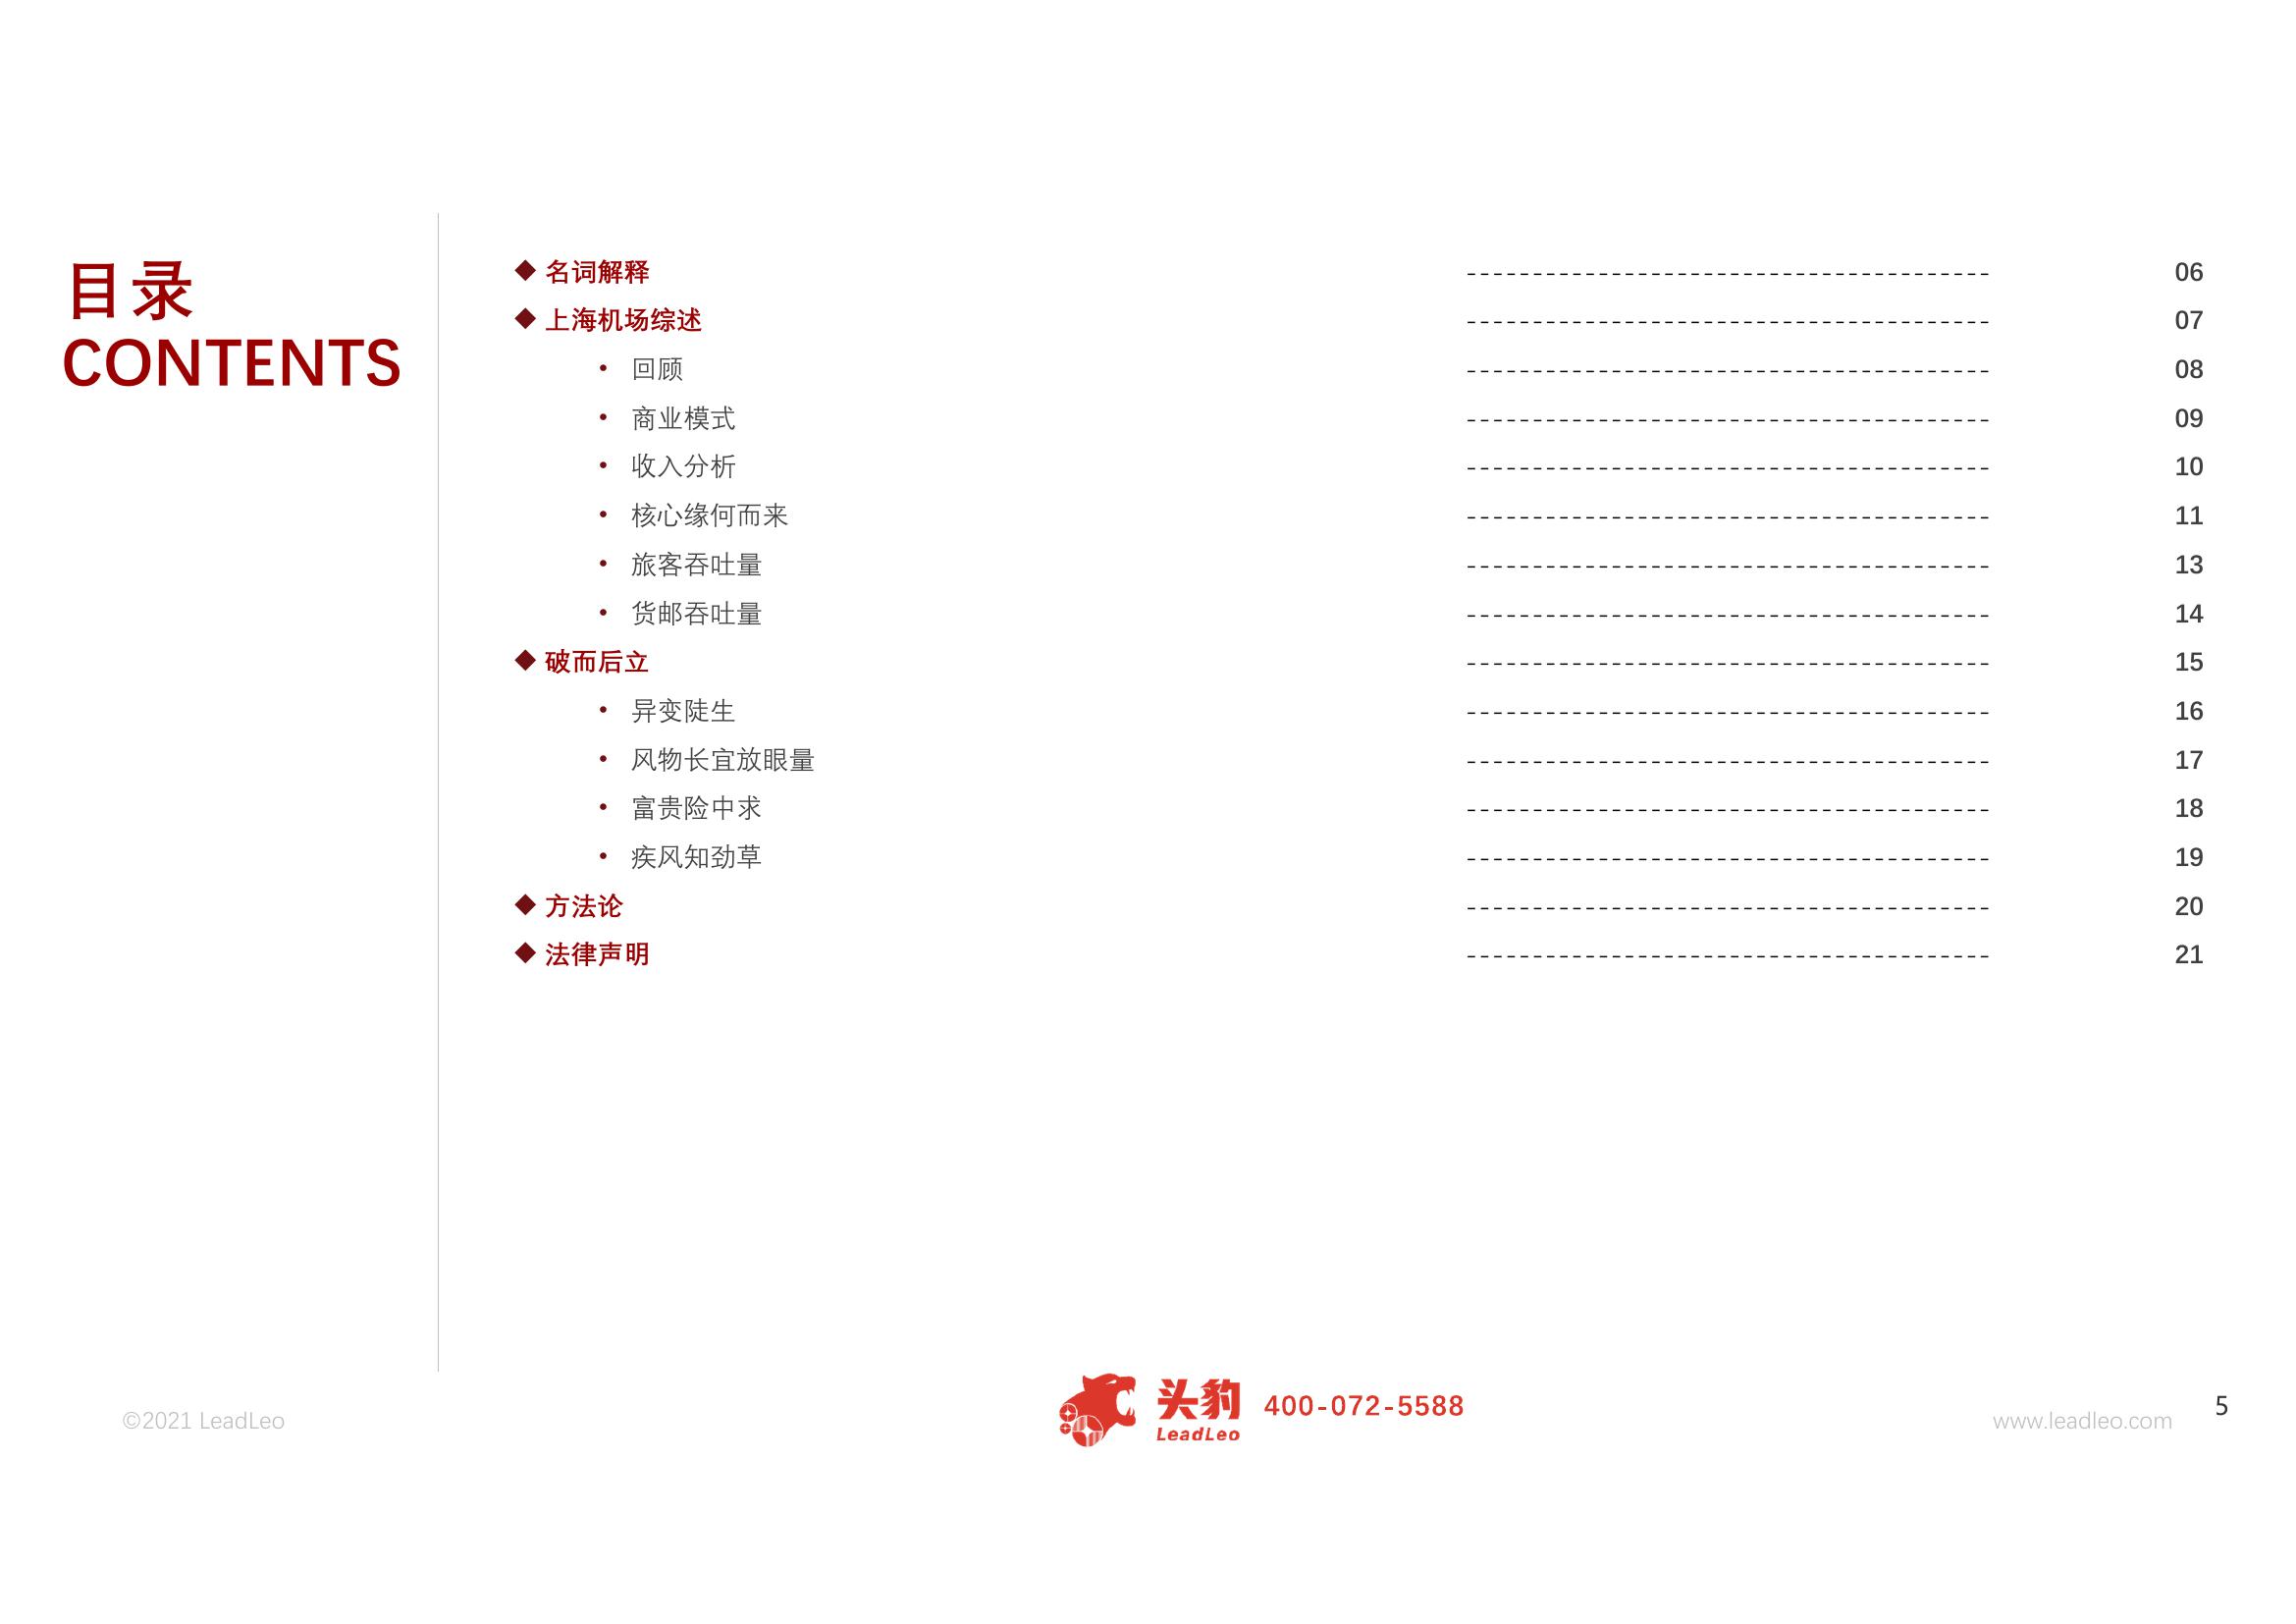 目录
CONTENTS
◆ 名词解释 ---------------------------------------- 06
◆ 上海机场综述 ---------------------------------------- 07
• 回顾 ---------------------------------------- 08
• 商业模式 ---------------------------------------- 09
• 收入分析 ---------------------------------------- 10
• 核心缘何而来 ---------------------------------------- 11
• 旅客吞吐量 ---------------------------------------- 13
• 货邮吞吐量 ---------------------------------------- 14
◆ 破而后立 ---------------------------------------- 15
• 异变陡生 ---------------------------------------- 16
• 风物长宜放眼量 ---------------------------------------- 17
• 富贵险中求 ---------------------------------------- 18
• 疾风知劲草 ---------------------------------------- 19
◆ 方法论 ---------------------------------------- 20
◆ 法律声明 ---------------------------------------- 21
©2021 LeadLeo
头豹
LeadLeo
400-072-5588
www.leadleo.com
5